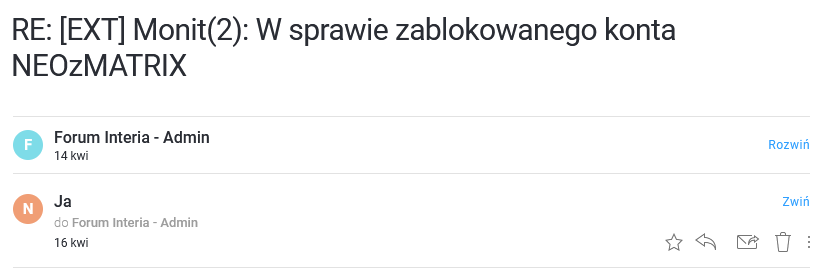 RE: [EXT] Monit(2): W sprawie zablokowanego konta
NEOzMATRIX
F
Forum Interia - Admin
Rozwiń
14 kwi
N
Ja
Zwiń
do Forum Interia - Admin
16 kwi